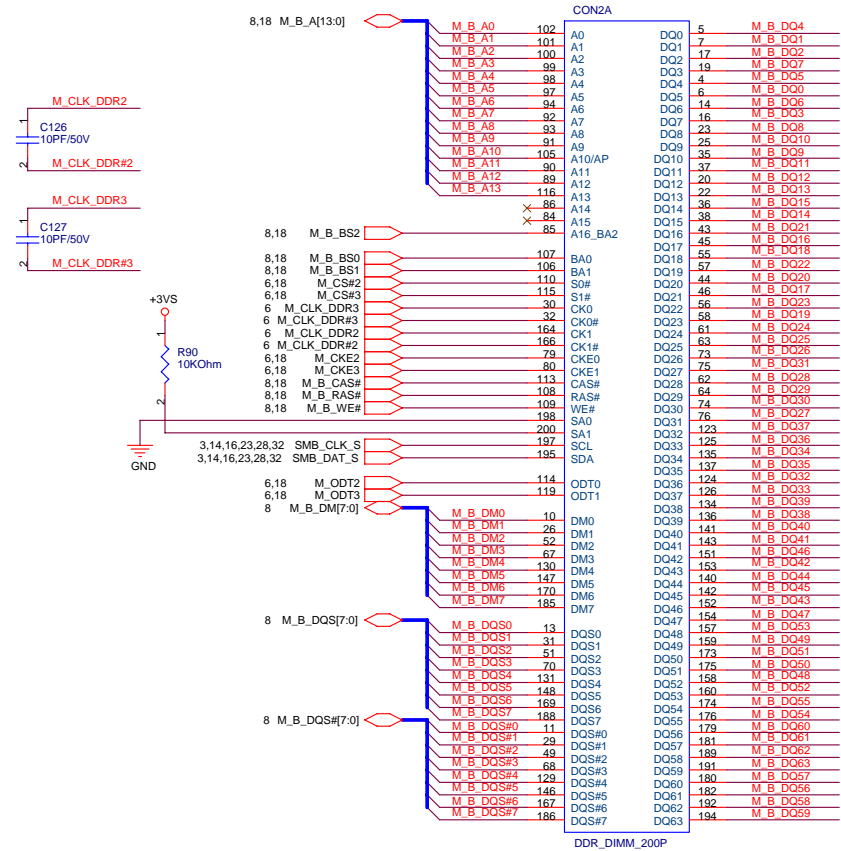 CON2A
M_CLK_DDR2
1
C126
10PF/50V
2
M_CLK_DDR#2
M_CLK_DDR3
1
C127
10PF/50V
2
M_CLK_DDR#3
+3VS
1
R90
10KOhm
2
GND
8,18 M_B_A[13:0]
M_B_A0 102 A0
M_B_A1 101 A1
M_B_A2 100 A2
M_B_A3 99 A3
M_B_A4 98 A4
M_B_A5 97 A5
M_B_A6 94 A6
M_B_A7 92 A7
M_B_A8 93 A8
M_B_A9 91 A9
M_B_A10 105 A10/AP
M_B_A11 90 A11
M_B_A12 89 A12
M_B_A13 116 A13
86 A14
84 A15
8,18 M_B_BS2 85 A16_BA2
8,18 M_B_BS0 107 BA0
8,18 M_B_BS1 106 BA1
6,18 M_CS#2 110 S0#
6,18 M_CS#3 115 S1#
6 M_CLK_DDR3 30 CK0
6 M_CLK_DDR#3 32 CK0#
6 M_CLK_DDR2 164 CK1
6 M_CLK_DDR#2 166 CK1#
6,18 M_CKE2 79 CKE0
6,18 M_CKE3 80 CKE1
8,18 M_B_CAS# 113 CAS#
8,18 M_B_RAS# 108 RAS#
8,18 M_B_WE# 109 WE#
198 SA0
200 SA1
3,14,16,23,28,32 SMB_CLK_S 197 SCL
3,14,16,23,28,32 SMB_DAT_S 195 SDA
6,18 M_ODT2 114 ODT0
6,18 M_ODT3 119 ODT1
8 M_B_DM[7:0]
M_B_DM0 10 DM0
M_B_DM1 26 DM1
M_B_DM2 52 DM2
M_B_DM3 67 DM3
M_B_DM4 130 DM4
M_B_DM5 147 DM5
M_B_DM6 170 DM6
M_B_DM7 185 DM7
8 M_B_DQS[7:0]
M_B_DQS0 13 DQS0
M_B_DQS1 31 DQS1
M_B_DQS2 51 DQS2
M_B_DQS3 70 DQS3
M_B_DQS4 131 DQS4
M_B_DQS5 148 DQS5
M_B_DQS6 169 DQS6
M_B_DQS7 188 DQS7
8 M_B_DQS#[7:0]
M_B_DQS#0 11 DQS#0
M_B_DQS#1 29 DQS#1
M_B_DQS#2 49 DQS#2
M_B_DQS#3 68 DQS#3
M_B_DQS#4 129 DQS#4
M_B_DQS#5 146 DQS#5
M_B_DQS#6 167 DQS#6
M_B_DQS#7 186 DQS#7
DQ0 5 M_B_DQ4
DQ1 7 M_B_DQ1
DQ2 17 M_B_DQ2
DQ3 19 M_B_DQ7
DQ4 4 M_B_DQ5
DQ5 6 M_B_DQ0
DQ6 14 M_B_DQ6
DQ7 16 M_B_DQ3
DQ8 23 M_B_DQ8
DQ9 25 M_B_DQ10
DQ10 35 M_B_DQ9
DQ11 37 M_B_DQ11
DQ12 20 M_B_DQ12
DQ13 22 M_B_DQ13
DQ14 36 M_B_DQ15
DQ15 38 M_B_DQ14
DQ16 43 M_B_DQ21
DQ17 45 M_B_DQ16
DQ18 55 M_B_DQ18
DQ19 57 M_B_DQ22
DQ20 44 M_B_DQ20
DQ21 46 M_B_DQ17
DQ22 56 M_B_DQ23
DQ23 58 M_B_DQ19
DQ24 61 M_B_DQ24
DQ25 63 M_B_DQ25
DQ26 73 M_B_DQ26
DQ27 75 M_B_DQ31
DQ28 62 M_B_DQ28
DQ29 64 M_B_DQ29
DQ30 74 M_B_DQ30
DQ31 76 M_B_DQ27
DQ32 123 M_B_DQ37
DQ33 125 M_B_DQ36
DQ34 135 M_B_DQ34
DQ35 137 M_B_DQ35
DQ36 124 M_B_DQ32
DQ37 126 M_B_DQ33
DQ38 134 M_B_DQ39
DQ39 136 M_B_DQ38
DQ40 141 M_B_DQ40
DQ41 143 M_B_DQ41
DQ42 151 M_B_DQ46
DQ43 153 M_B_DQ42
DQ44 140 M_B_DQ44
DQ45 142 M_B_DQ45
DQ46 152 M_B_DQ43
DQ47 154 M_B_DQ47
DQ48 157 M_B_DQ53
DQ49 159 M_B_DQ49
DQ50 173 M_B_DQ51
DQ51 175 M_B_DQ50
DQ52 158 M_B_DQ48
DQ53 160 M_B_DQ52
DQ54 174 M_B_DQ55
DQ55 176 M_B_DQ54
DQ56 179 M_B_DQ60
DQ57 181 M_B_DQ61
DQ58 189 M_B_DQ62
DQ59 191 M_B_DQ63
DQ60 180 M_B_DQ57
DQ61 182 M_B_DQ56
DQ62 192 M_B_DQ58
DQ63 194 M_B_DQ59
DDR_DIMM_200P